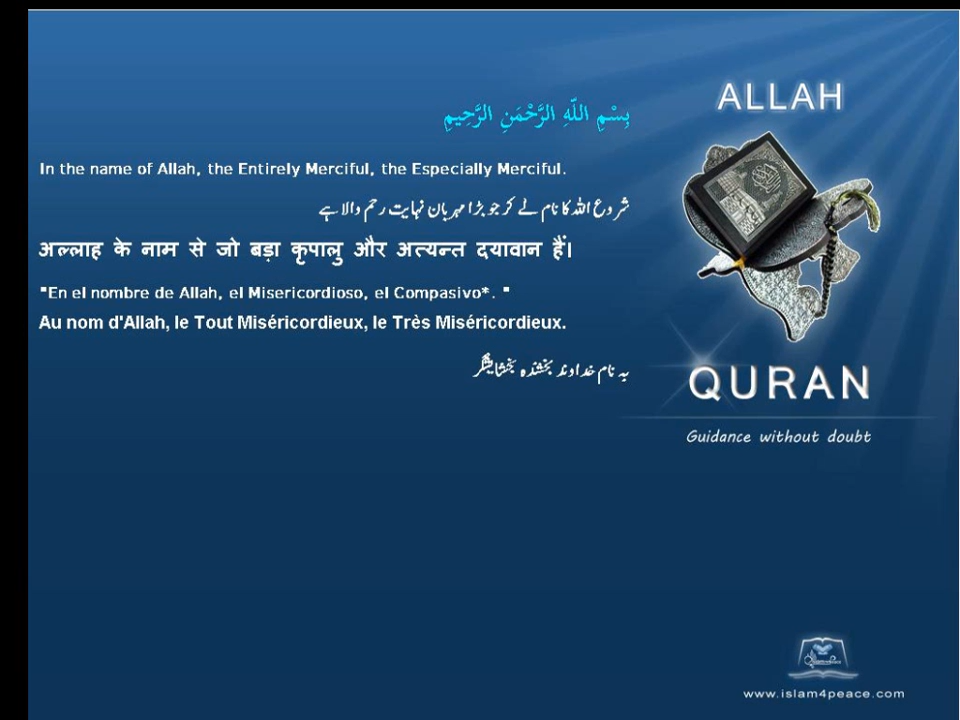 بِسْمِ اللّهِ الرَّحْمَنِ الرَّحِيمِ
In the name of Allah, the Entirely Merciful, the Especially Merciful.
شروع اللہ کا نام لے کر جو بڑا مہربان نہایت رحم والا ہے
अल्लाह के नाम से जो बड़ा कृपालु और अत्यन्त दयावान हैं।
"En el nombre de Allah, el Misericordioso, el Compasivo*. "
Au nom d'Allah, le Tout Miséricordieux, le Très Miséricordieux.
به نام خداوند بخشنده بخشایشگر
ALLAH
QURAN
Guidance without doubt
www.islam4peace.com